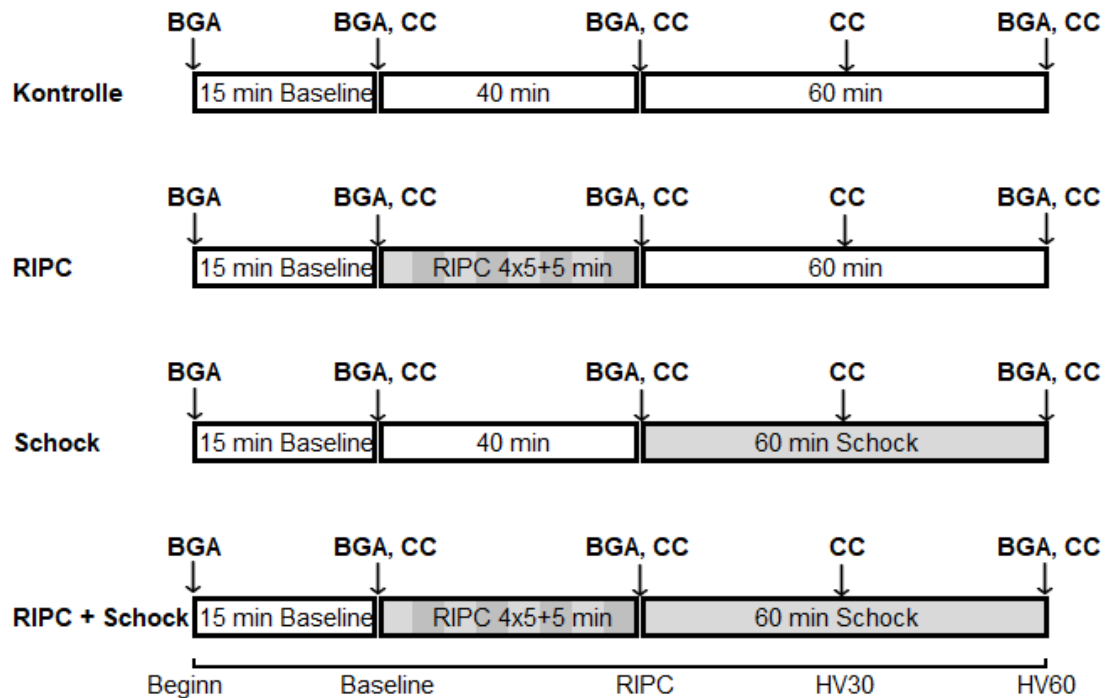 BGA BGA, CC BGA, CC CC BGA, CC
Kontrolle 15 min Baseline 40 min 60 min
BGA BGA, CC BGA, CC CC BGA, CC
RIPC 15 min Baseline RIPC 4x5+5 min 60 min
BGA BGA, CC BGA, CC CC BGA, CC
Schock 15 min Baseline 40 min 60 min Schock
BGA BGA, CC BGA, CC CC BGA, CC
RIPC + Schock 15 min Baseline RIPC 4x5+5 min 60 min Schock
Beginn Baseline RIPC HV30 HV60